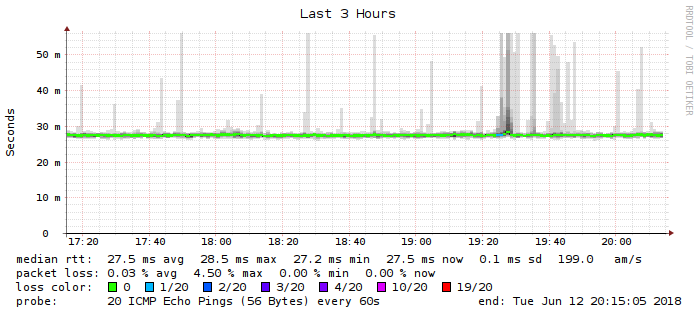 Last 3 Hours
RRDTOOL / TOBI OETIKER
Seconds
50 m
40 m
30 m
20 m
10 m
0
17:20 17:40 18:00 18:20 18:40 19:00 19:20 19:40 20:00
median rtt: 27.5 ms avg 28.5 ms max 27.2 ms min 27.5 ms now 0.1 ms sd 199.0 am/s
packet loss: 0.03 % avg 4.50 % max 0.00 % min 0.00 % now
loss color: 0 1/20 2/20 3/20 4/20 10/20 19/20
probe: 20 ICMP Echo Pings (56 Bytes) every 60s end: Tue Jun 12 20:15:05 2018